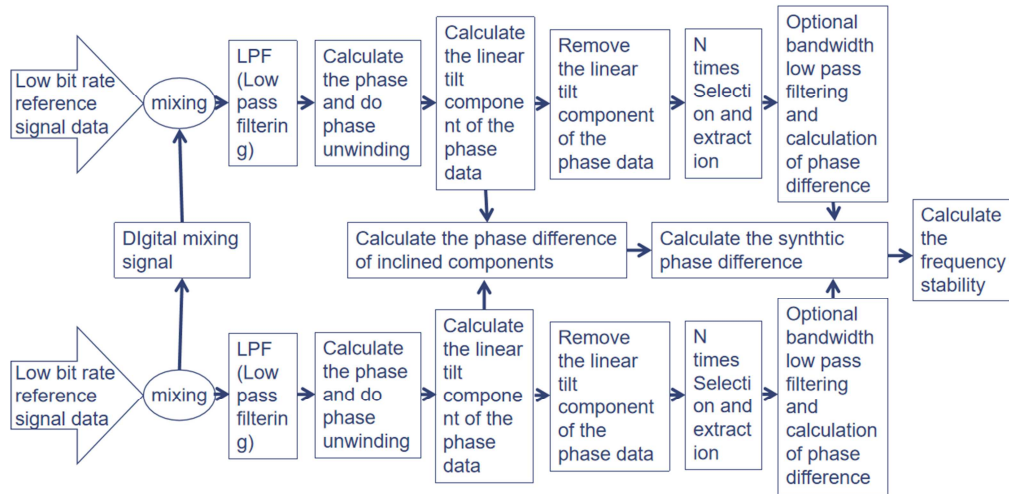 Low bit rate
reference
signal data
mixing
LPF
(Low
pass
filterin
g)
Calculate
the phase
and do
phase
unwinding
Calculate
the linear
tilt
compone
nt of the
phase
data
Remove
the linear
tilt
component
of the
phase data
N
times
Selecti
on and
extract
ion
Optional
bandwidth
low pass
filtering
and
calculation
of phase
difference
DIgital mixing
signal
Calculate the phase difference
of inclined components
Calculate the synthtic
phase difference
Calculate
the
frequency
stability
Low bit rate
reference
signal data
mixing
LPF
(Low
pass
filterin
g)
Calculate
the phase
and do
phase
unwinding
Calculate
the linear
tilt
compone
nt of the
phase
data
Remove
the linear
tilt
component
of the
phase data
N
times
Selecti
on and
extract
ion
Optional
bandwidth
low pass
filtering
and
calculation
of phase
difference